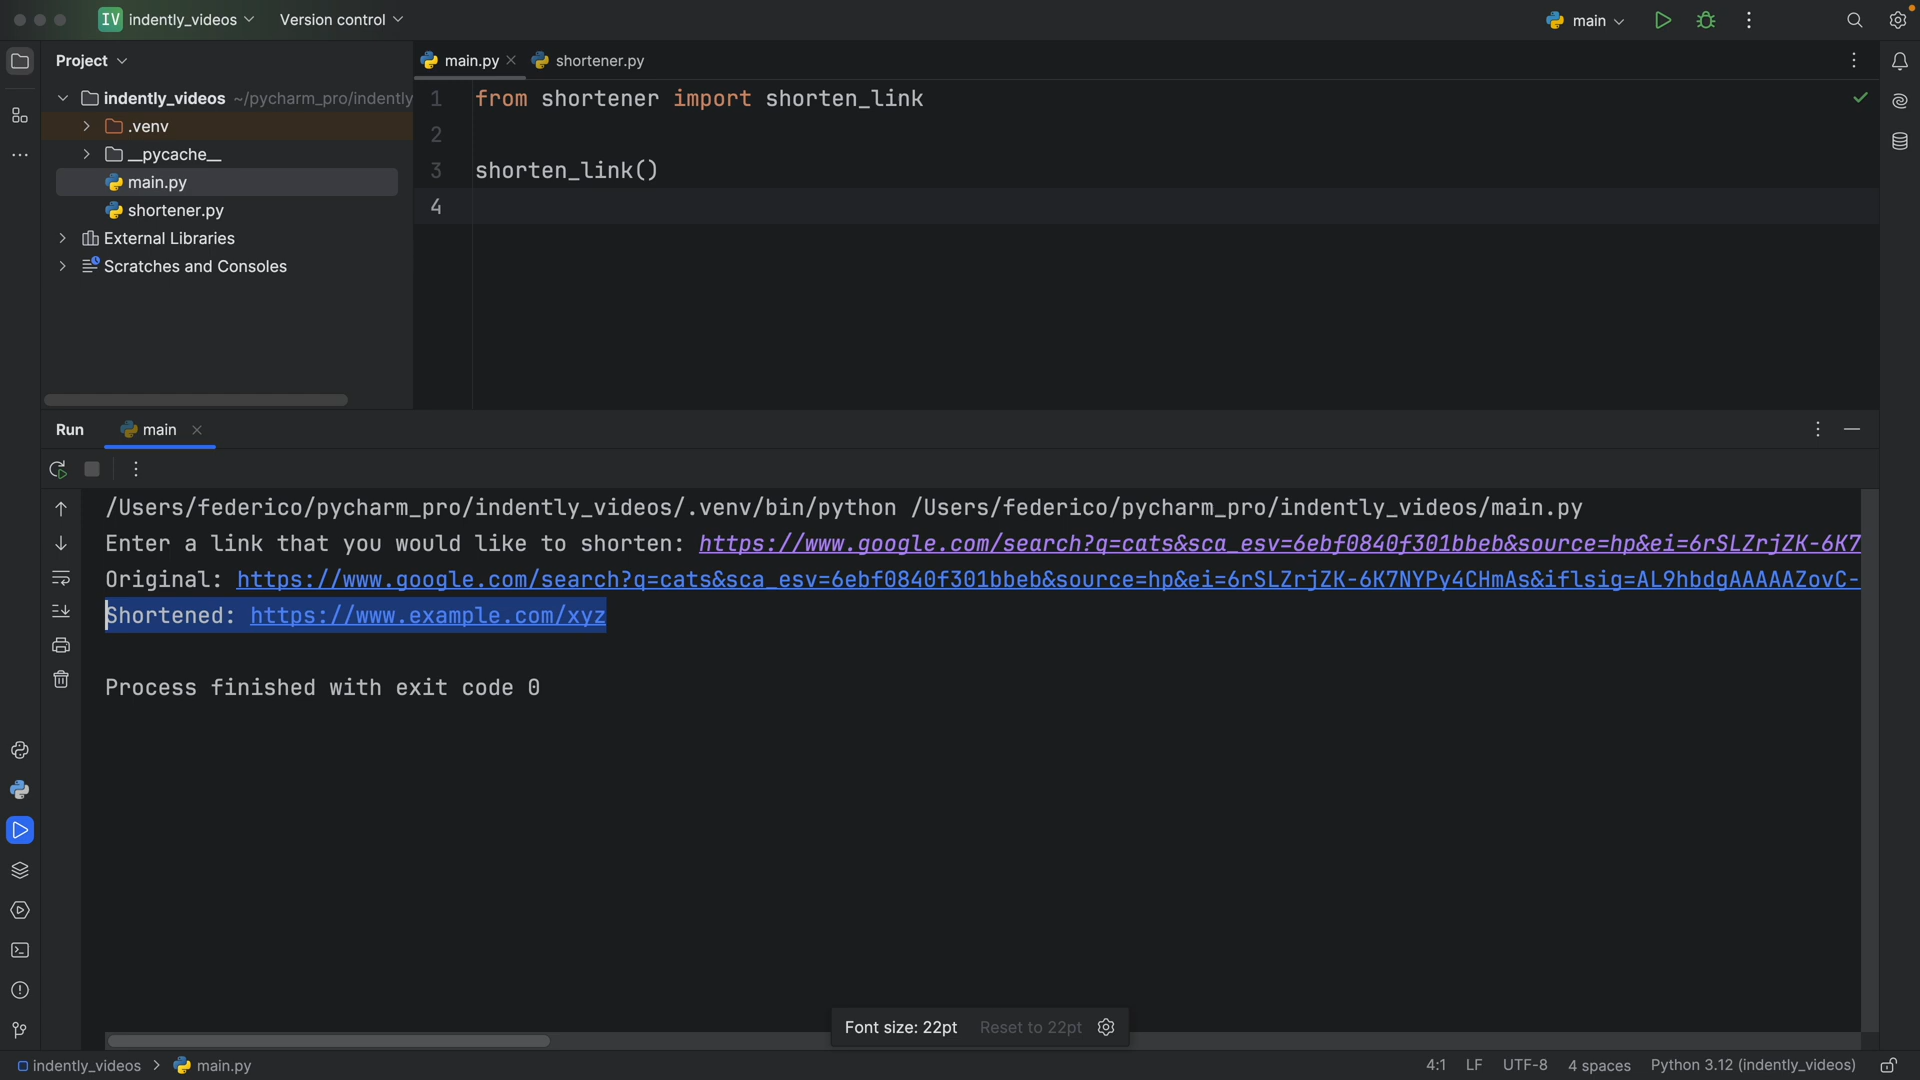 IV indently_videos Version control main
Project
main.py shortener.py
indently_videos ~/pycharm_pro/indently
.venv
__pycache__
main.py
shortener.py
External Libraries
Scratches and Consoles
1 from shortener import shorten_link
2
3 shorten_link()
4
Run main
/Users/federico/pycharm_pro/indently_videos/.venv/bin/python /Users/federico/pycharm_pro/indently_videos/main.py
Enter a link that you would like to shorten: https://www.google.com/search?q=cats&sca_esv=6ebf0840f301bbeb&source=hp&ei=6rSLZrjZK-6K7
Original: https://www.google.com/search?q=cats&sca_esv=6ebf0840f301bbeb&source=hp&ei=6rSLZrjZK-6K7NYPy4CHmAs&iflsig=AL9hbdgAAAAAZovC-
Shortened: https://www.example.com/xyz
Process finished with exit code 0
Font size: 22pt Reset to 22pt
indently_videos > main.py 4:1 LF UTF-8 4 spaces Python 3.12 (indently_videos)